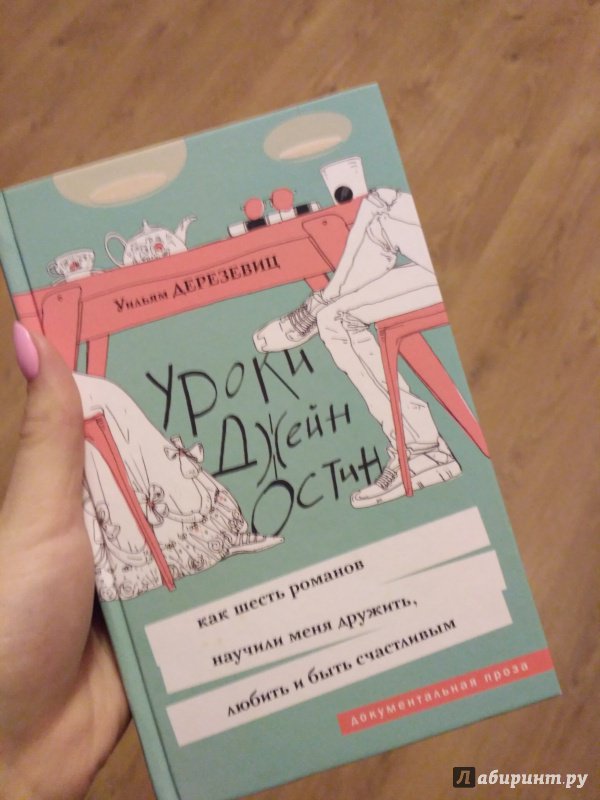 Уильям ДЕРЕЗЕВИЦ
УРОКИ
ДЖЕЙН
ОСТИН
как шесть романов
научили меня дружить,
любить и быть счастливым
документальная проза
Лабиринт.ру